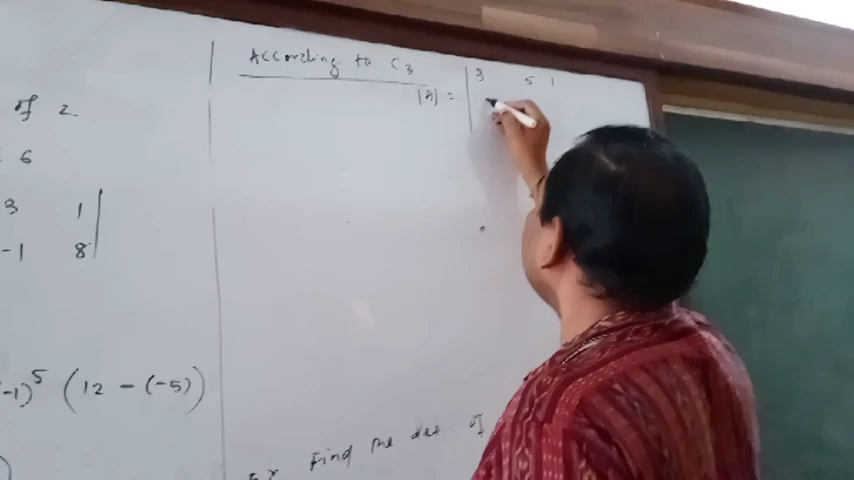 of 2
6
3 1
-1 8
-1)^5 (12 - (-5))
According to C3
|A| = | 3 5 1
Ex Find the det. of